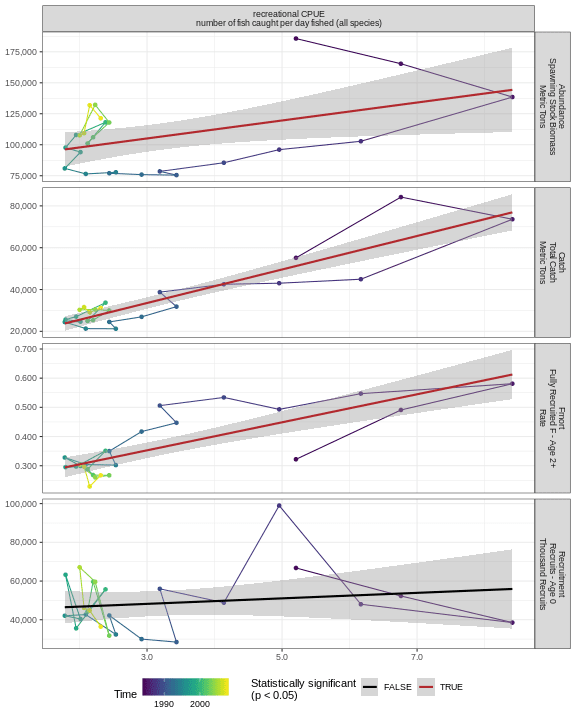 recreational CPUE
number of fish caught per day fished (all species)
175,000
150,000
125,000
100,000
75,000
Abundance
Spawning Stock Biomass
Metric Tons
80,000
60,000
40,000
20,000
Catch
Total Catch
Metric Tons
0.700
0.600
0.500
0.400
0.300
Fmort
Fully Recruited F - Age 2+
Rate
100,000
80,000
60,000
40,000
Recruitment
Recruits - Age 0
Thousand Recruits
3.0
5.0
7.0
Time
1990
2000
Statistically significant
(p < 0.05)
FALSE
TRUE